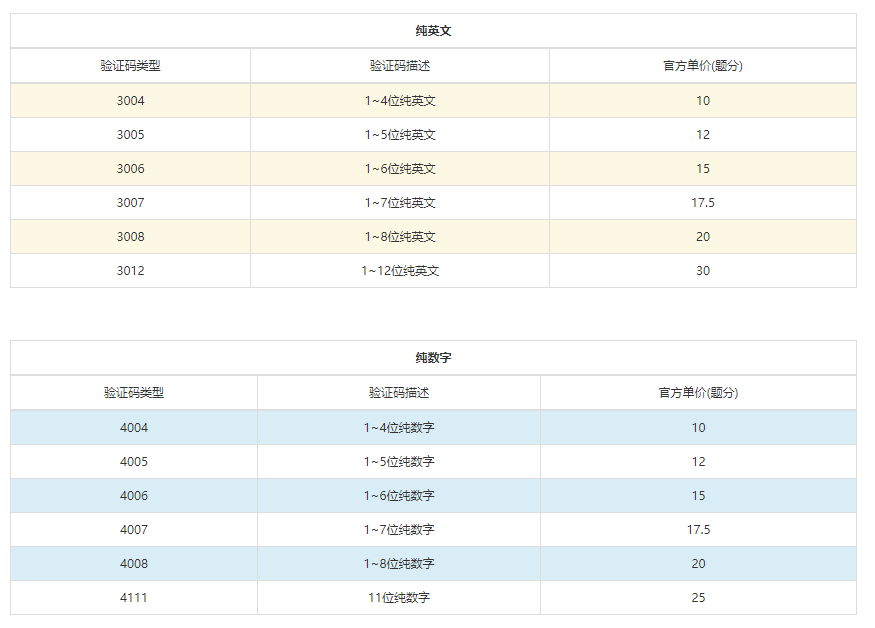 纯英文
验证码类型 验证码描述 官方单价(题分)
3004 1~4位纯英文 10
3005 1~5位纯英文 12
3006 1~6位纯英文 15
3007 1~7位纯英文 17.5
3008 1~8位纯英文 20
3012 1~12位纯英文 30
纯数字
验证码类型 验证码描述 官方单价(题分)
4004 1~4位纯数字 10
4005 1~5位纯数字 12
4006 1~6位纯数字 15
4007 1~7位纯数字 17.5
4008 1~8位纯数字 20
4111 11位纯数字 25